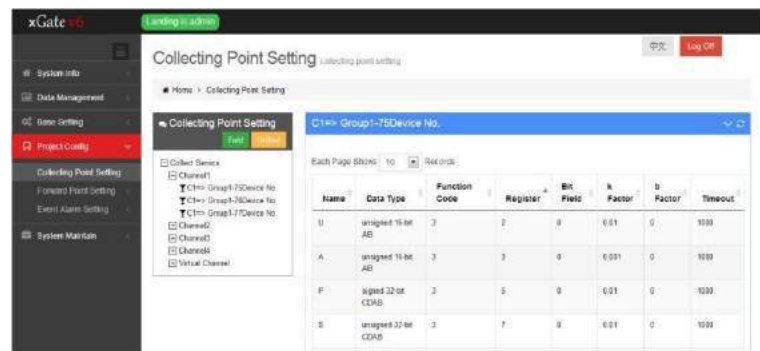 xGate v6
Landing is admin
Collecting Point Setting collecting point setting
中文
Log Off
System Info
Data Management
Base Setting
Project Config
Collecting Point Setting
Forward Point Setting
Event Alarm Setting
System Maintain
Home > Collecting Point Setting
Collecting Point Setting
Fold
Unfold
Collect Service
Channel1
C1=> Group1-75Device No.
C1=> Group1-76Device No.
C1=> Group1-77Device No.
Channel2
Channel3
Channel4
Virtual Channel
C1=> Group1-75Device No.
Each Page Shows 10 Records
Name Data Type Function Code Register Bit Field k Factor b Factor Timeout
U unsigned 16-bit AB 3 2 0 0.01 0 1000
A unsigned 16-bit AB 3 3 0 0.001 0 1000
P signed 32-bit CDAB 3 5 0 0.01 0 1000
S unsigned 32-bit CDAB 3 7 0 0.01 0 1000